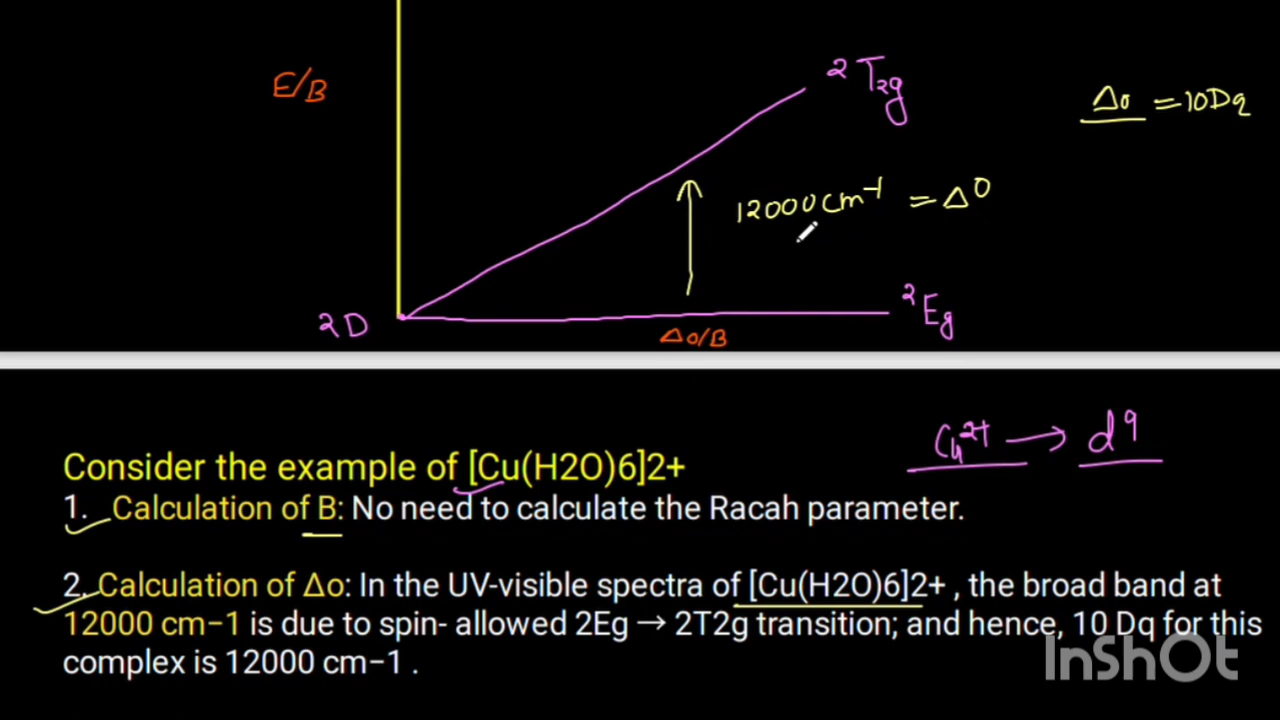 E/B
2T2g
Δo = 10Dq
12000 cm-1 = Δo
2D
2Eg
Δo/B
Cu2+ → d9
Consider the example of [Cu(H2O)6]2+
1. Calculation of B: No need to calculate the Racah parameter.
2. Calculation of Δo: In the UV-visible spectra of [Cu(H2O)6]2+ , the broad band at
12000 cm−1 is due to spin- allowed 2Eg → 2T2g transition; and hence, 10 Dq for this
complex is 12000 cm−1 .
InShOt